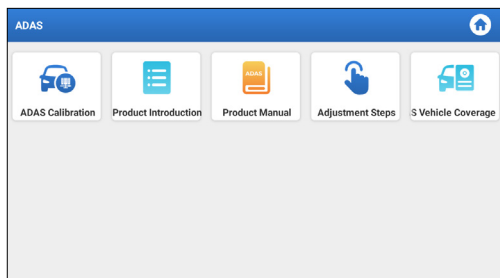 ADAS
ADAS
ADAS Calibration
Product Introduction
Product Manual
Adjustment Steps
S Vehicle Coverage